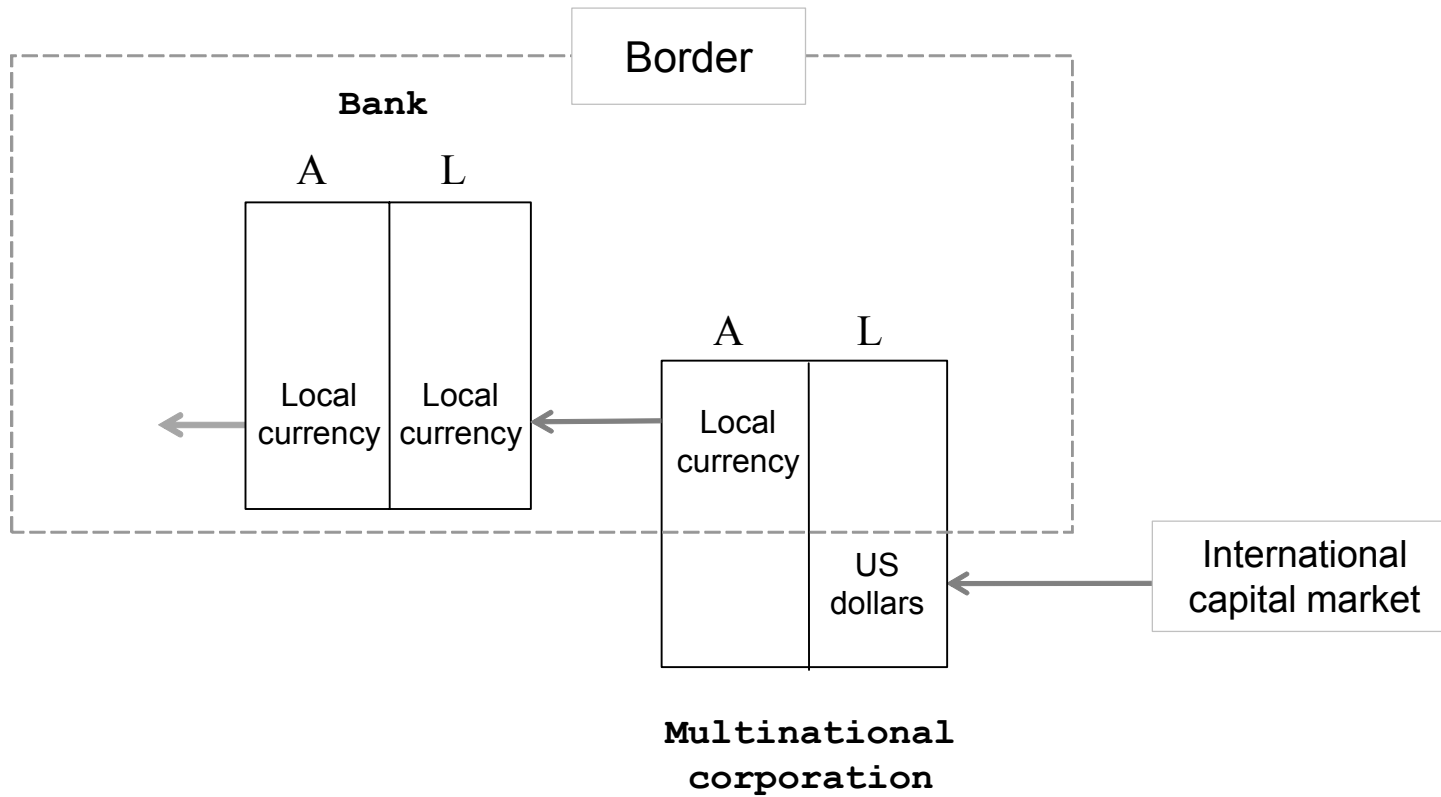 Border
Bank
A L
A L
Local
currency
Local
currency
Local
currency
US
dollars
International
capital market
Multinational
corporation